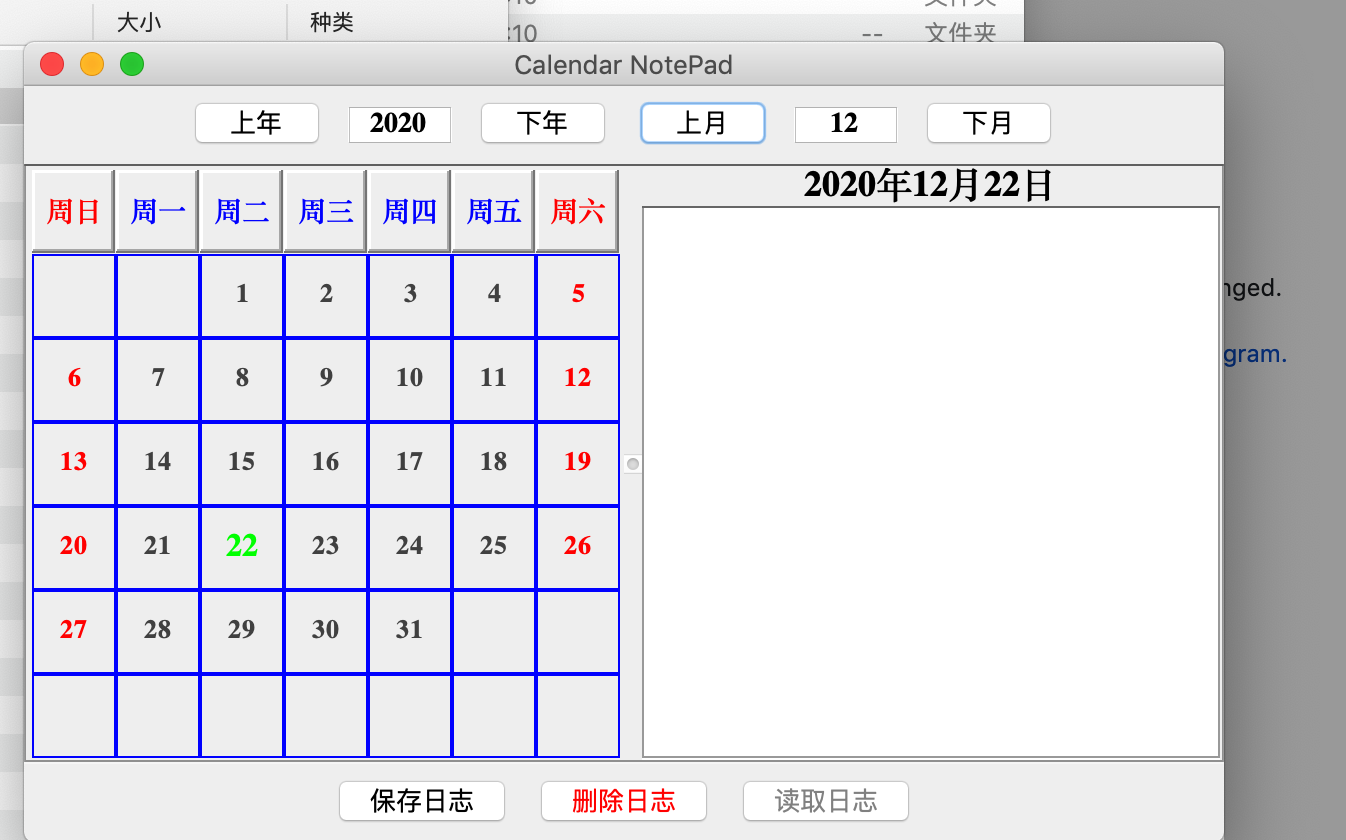 大小 种类
:10 -- 文件夹
Calendar NotePad
上年 2020 下年 上月 12 下月
周日 周一 周二 周三 周四 周五 周六
2020年12月22日
1 2 3 4 5
6 7 8 9 10 11 12
13 14 15 16 17 18 19
20 21 22 23 24 25 26
27 28 29 30 31
nged.
gram.
保存日志 删除日志 读取日志